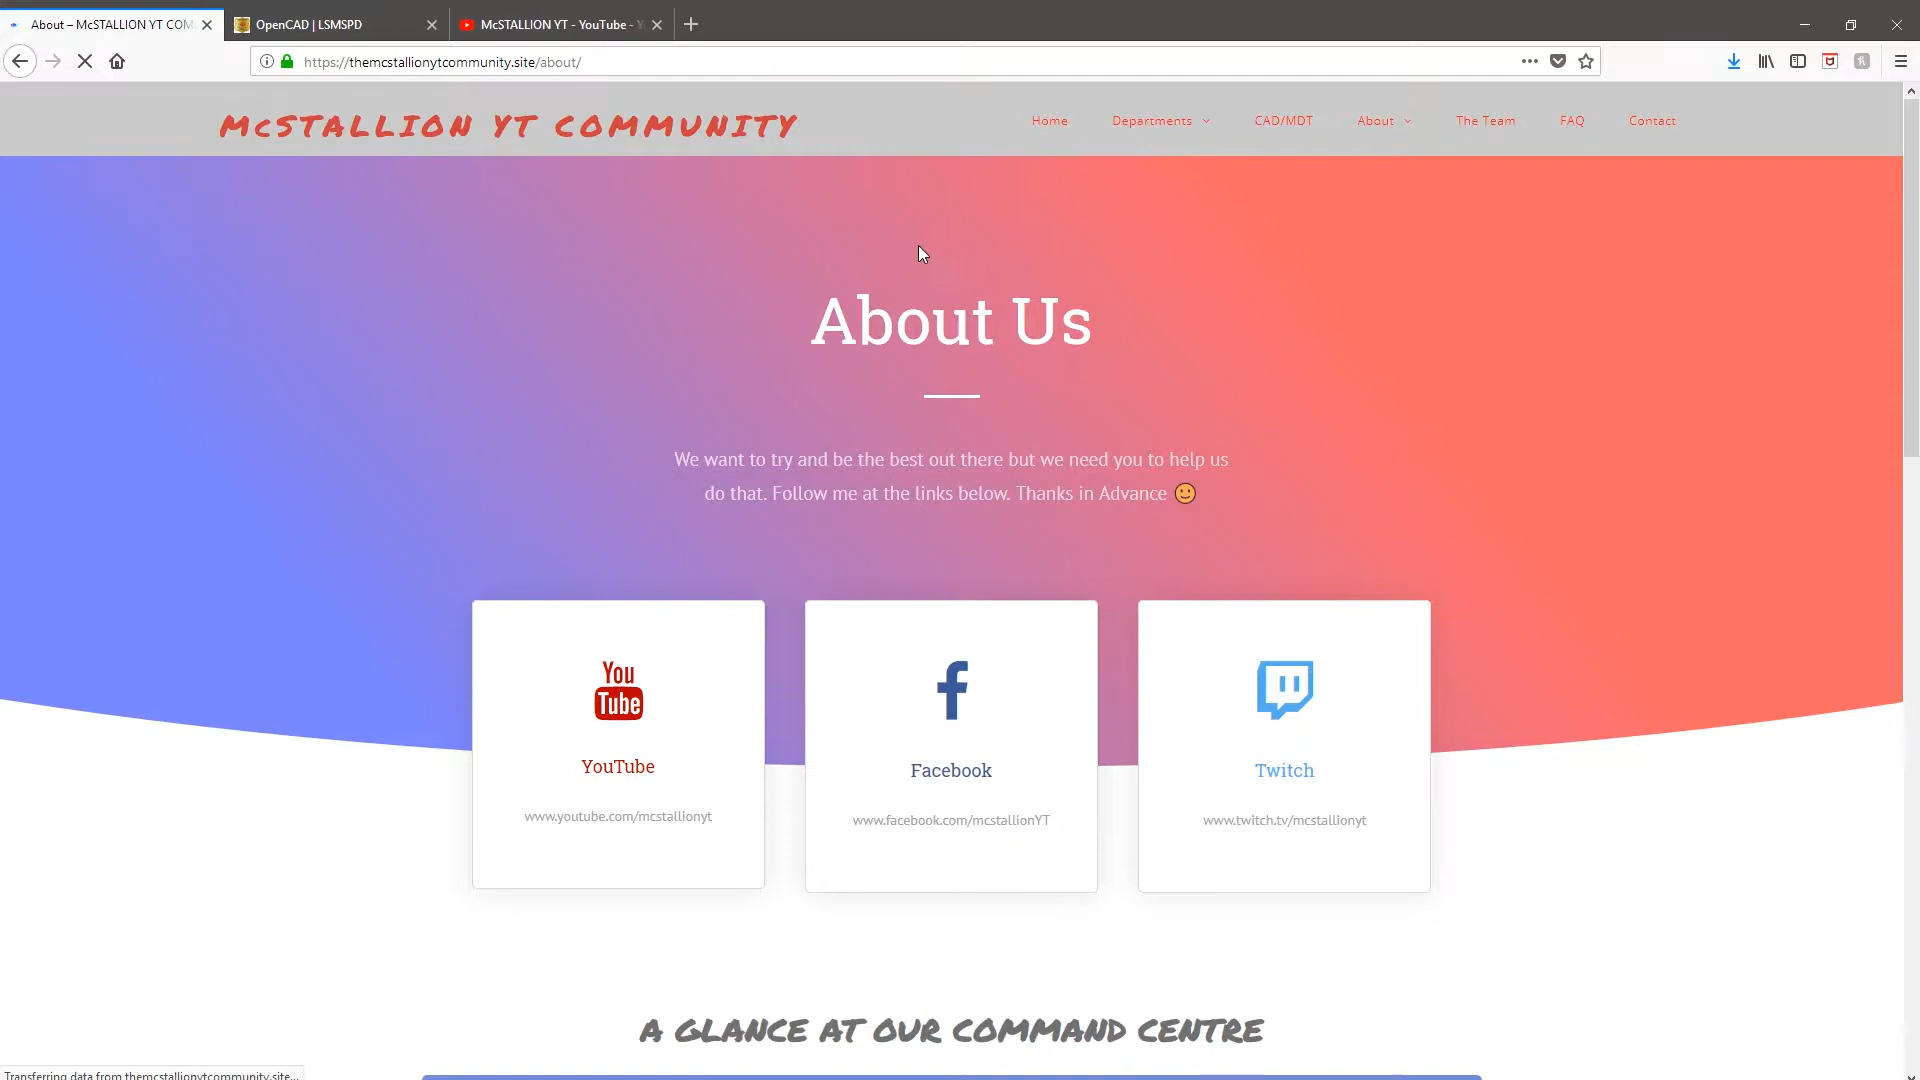 About – McSTALLION YT COM
OpenCAD | LSMSPD
McSTALLION YT - YouTube - Y
https://themcstallionytcommunity.site/about/
McSTALLION YT COMMUNITY
Home
Departments
CAD/MDT
About
The Team
FAQ
Contact
About Us
We want to try and be the best out there but we need you to help us
do that. Follow me at the links below. Thanks in Advance
You
Tube
YouTube
www.youtube.com/mcstallionyt
Facebook
www.facebook.com/mcstallionYT
Twitch
www.twitch.tv/mcstallionyt
A GLANCE AT OUR COMMAND CENTRE
Transferring data from themcstallionytcommunity.site...